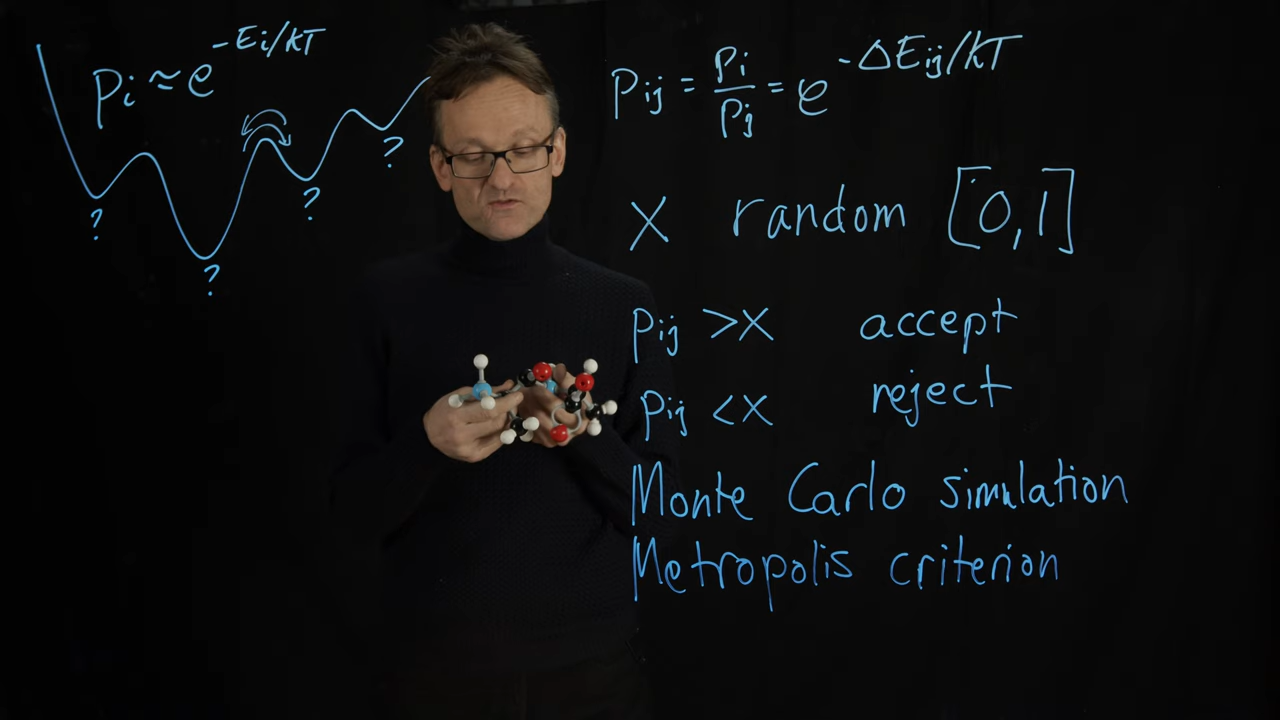 pi ≈ e^-Ei/kT
?
?
?
?
pij = pi/pj = e^-ΔEij/kT
X random [0,1]
pij >X accept
pij <X reject
Monte Carlo simulation
Metropolis criterion